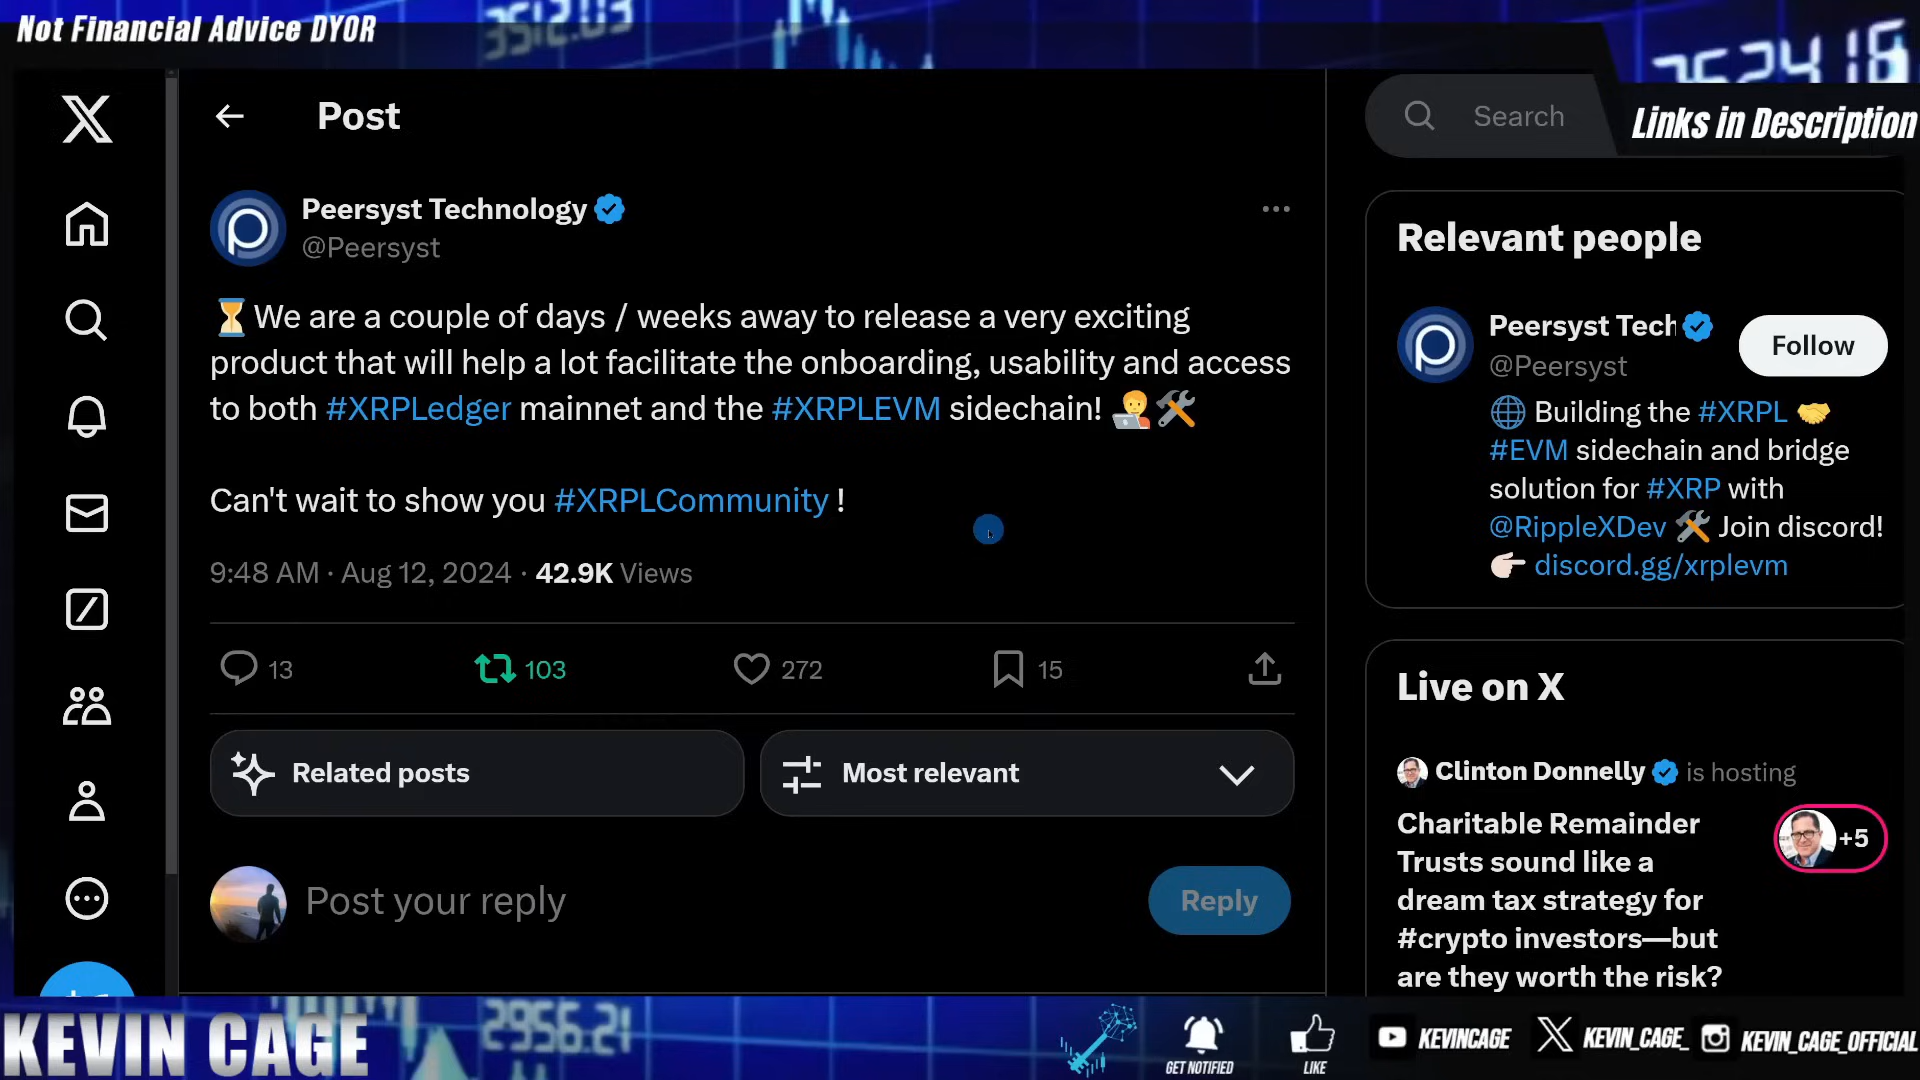 Not Financial Advice DYOR
3512.03
752418
Links in Description
Post
Search
Peersyst Technology
@Peersyst
⏳We are a couple of days / weeks away to release a very exciting
product that will help a lot facilitate the onboarding, usability and access
to both #XRPLedger mainnet and the #XRPLEVM sidechain! 🧑‍💻🛠️
Can't wait to show you #XRPLCommunity !
9:48 AM · Aug 12, 2024 · 42.9K Views
13
103
272
15
Related posts
Most relevant
Post your reply
Reply
Relevant people
Peersyst Tech
@Peersyst
Follow
🌐 Building the #XRPL 🤝
#EVM sidechain and bridge
solution for #XRP with
@RippleXDev 🛠️ Join discord!
👉🏻 discord.gg/xrplevm
Live on X
Clinton Donnelly is hosting
Charitable Remainder
Trusts sound like a
dream tax strategy for
#crypto investors—but
are they worth the risk?
+5
KEVIN CAGE
2956.21
GET NOTIFIED
LIKE
KEVINCAGE
KEVIN_CAGE_
KEVIN_CAGE_OFFICIAL